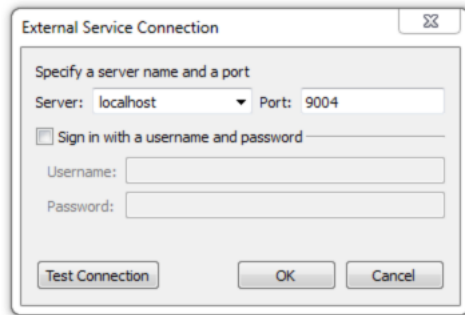 External Service Connection
Specify a server name and a port
Server: localhost Port: 9004
Sign in with a username and password
Username:
Password:
Test Connection OK Cancel